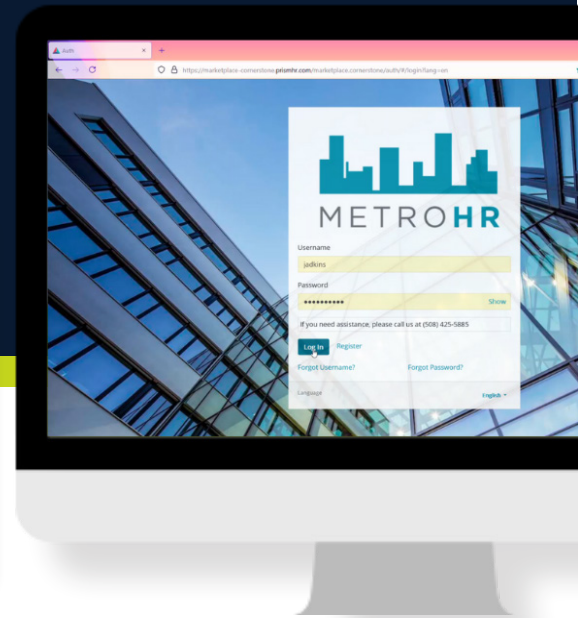 Auth
https://marketplace-cornerstone.prismhr.com/marketplace.cornerstone/auth/#/login?lang=en
METROHR
Username
jadkins
Password
Show
If you need assistance, please call us at (508) 425-5885
Log In Register
Forgot Username? Forgot Password?
Language English